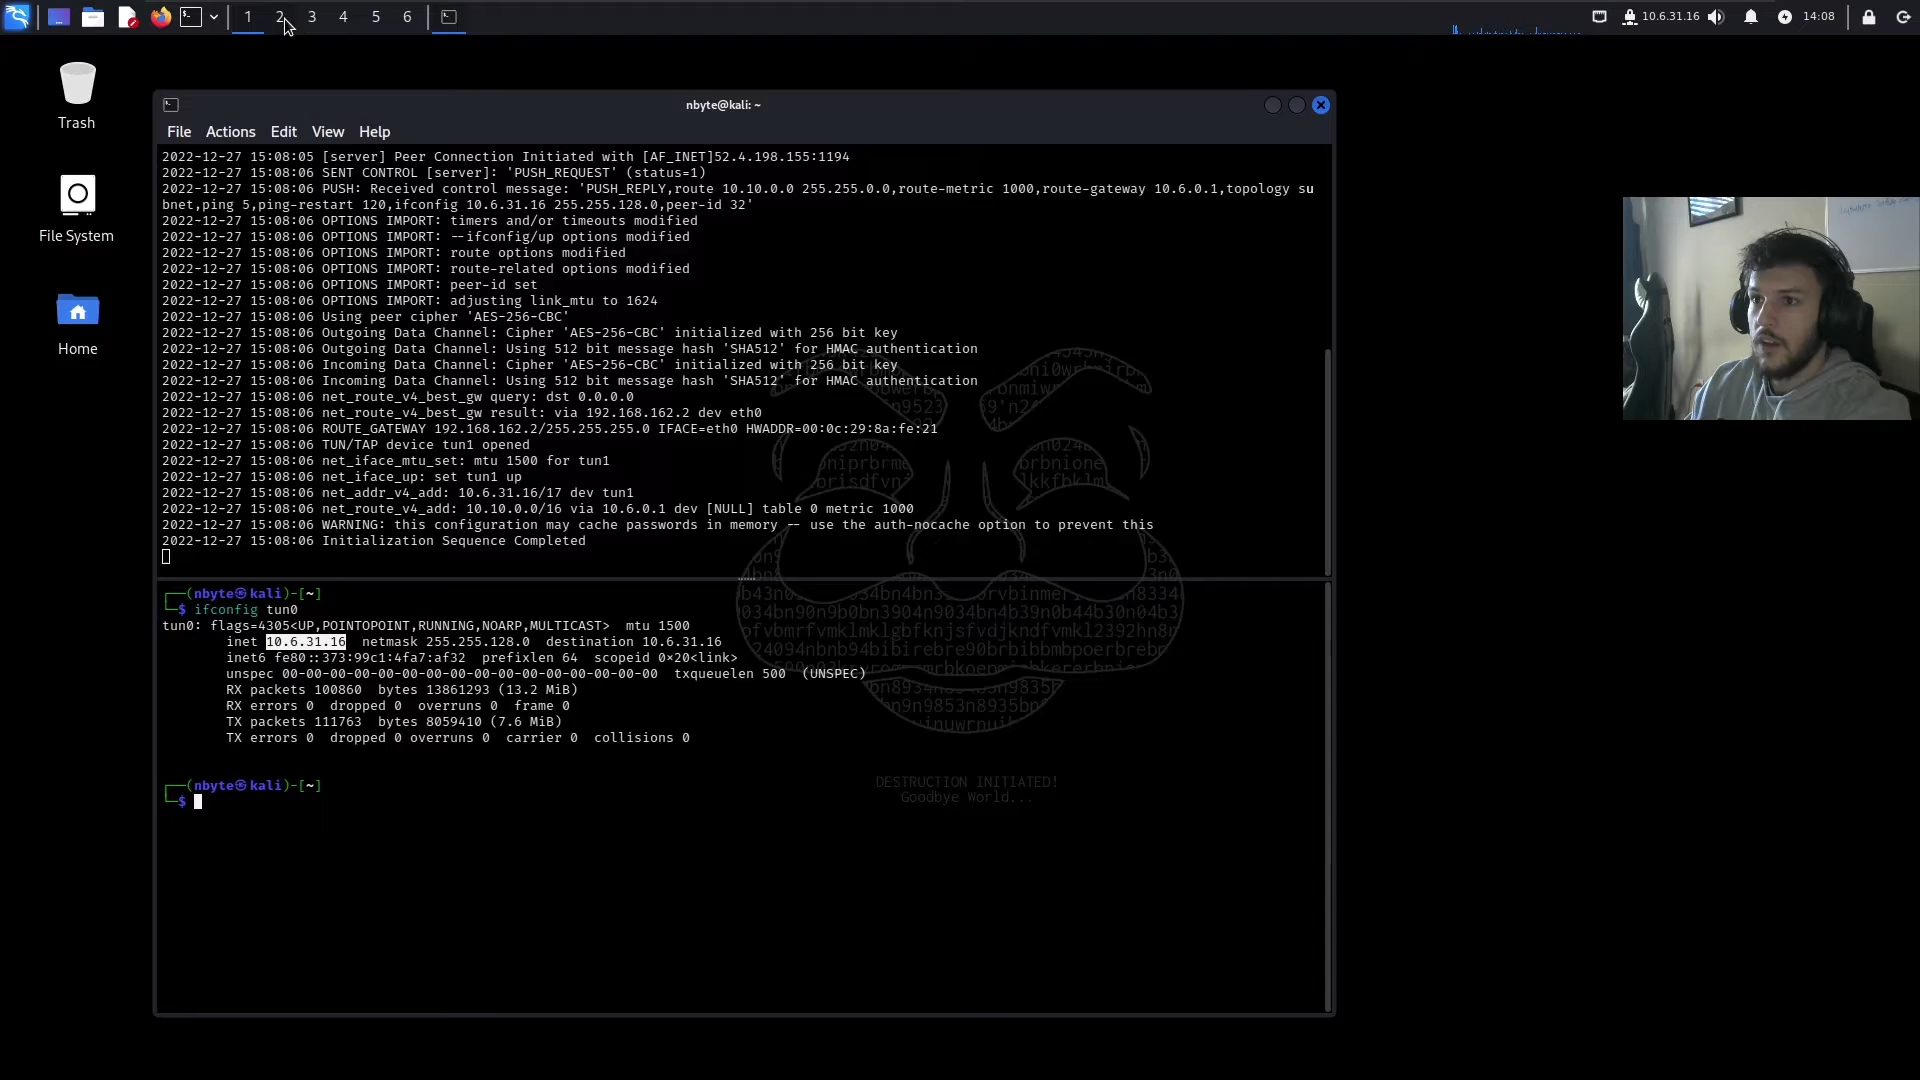 1 2 3 4 5 6
10.6.31.16
14:08
Trash
File System
Home
nbyte@kali: ~
File Actions Edit View Help
2022-12-27 15:08:05 [server] Peer Connection Initiated with [AF_INET]52.4.198.155:1194
2022-12-27 15:08:06 SENT CONTROL [server]: 'PUSH_REQUEST' (status=1)
2022-12-27 15:08:06 PUSH: Received control message: 'PUSH_REPLY,route 10.10.0.0 255.255.0.0,route-metric 1000,route-gateway 10.6.0.1,topology su
bnet,ping 5,ping-restart 120,ifconfig 10.6.31.16 255.255.128.0,peer-id 32'
2022-12-27 15:08:06 OPTIONS IMPORT: timers and/or timeouts modified
2022-12-27 15:08:06 OPTIONS IMPORT: --ifconfig/up options modified
2022-12-27 15:08:06 OPTIONS IMPORT: route options modified
2022-12-27 15:08:06 OPTIONS IMPORT: route-related options modified
2022-12-27 15:08:06 OPTIONS IMPORT: peer-id set
2022-12-27 15:08:06 OPTIONS IMPORT: adjusting link_mtu to 1624
2022-12-27 15:08:06 Using peer cipher 'AES-256-CBC'
2022-12-27 15:08:06 Outgoing Data Channel: Cipher 'AES-256-CBC' initialized with 256 bit key
2022-12-27 15:08:06 Outgoing Data Channel: Using 512 bit message hash 'SHA512' for HMAC authentication
2022-12-27 15:08:06 Incoming Data Channel: Cipher 'AES-256-CBC' initialized with 256 bit key
2022-12-27 15:08:06 Incoming Data Channel: Using 512 bit message hash 'SHA512' for HMAC authentication
2022-12-27 15:08:06 net_route_v4_best_gw query: dst 0.0.0.0
2022-12-27 15:08:06 net_route_v4_best_gw result: via 192.168.162.2 dev eth0
2022-12-27 15:08:06 ROUTE_GATEWAY 192.168.162.2/255.255.255.0 IFACE=eth0 HWADDR=00:0c:29:8a:fe:21
2022-12-27 15:08:06 TUN/TAP device tun1 opened
2022-12-27 15:08:06 net_iface_mtu_set: mtu 1500 for tun1
2022-12-27 15:08:06 net_iface_up: set tun1 up
2022-12-27 15:08:06 net_addr_v4_add: 10.6.31.16/17 dev tun1
2022-12-27 15:08:06 net_route_v4_add: 10.10.0.0/16 via 10.6.0.1 dev [NULL] table 0 metric 1000
2022-12-27 15:08:06 WARNING: this configuration may cache passwords in memory -- use the auth-nocache option to prevent this
2022-12-27 15:08:06 Initialization Sequence Completed
┌──(nbyte㉿kali)-[~]
└─$ ifconfig tun0
tun0: flags=4305<UP,POINTOPOINT,RUNNING,NOARP,MULTICAST>  mtu 1500
inet 10.6.31.16  netmask 255.255.128.0  destination 10.6.31.16
inet6 fe80::373:99c1:4fa7:af32  prefixlen 64  scopeid 0×20<link>
unspec 00-00-00-00-00-00-00-00-00-00-00-00-00-00-00-00  txqueuelen 500  (UNSPEC)
RX packets 100860  bytes 13861293 (13.2 MiB)
RX errors 0  dropped 0  overruns 0  frame 0
TX packets 111763  bytes 8059410 (7.6 MiB)
TX errors 0  dropped 0 overruns 0  carrier 0  collisions 0
┌──(nbyte㉿kali)-[~]
└─$
DESTRUCTION INITIATED!
Goodbye World...